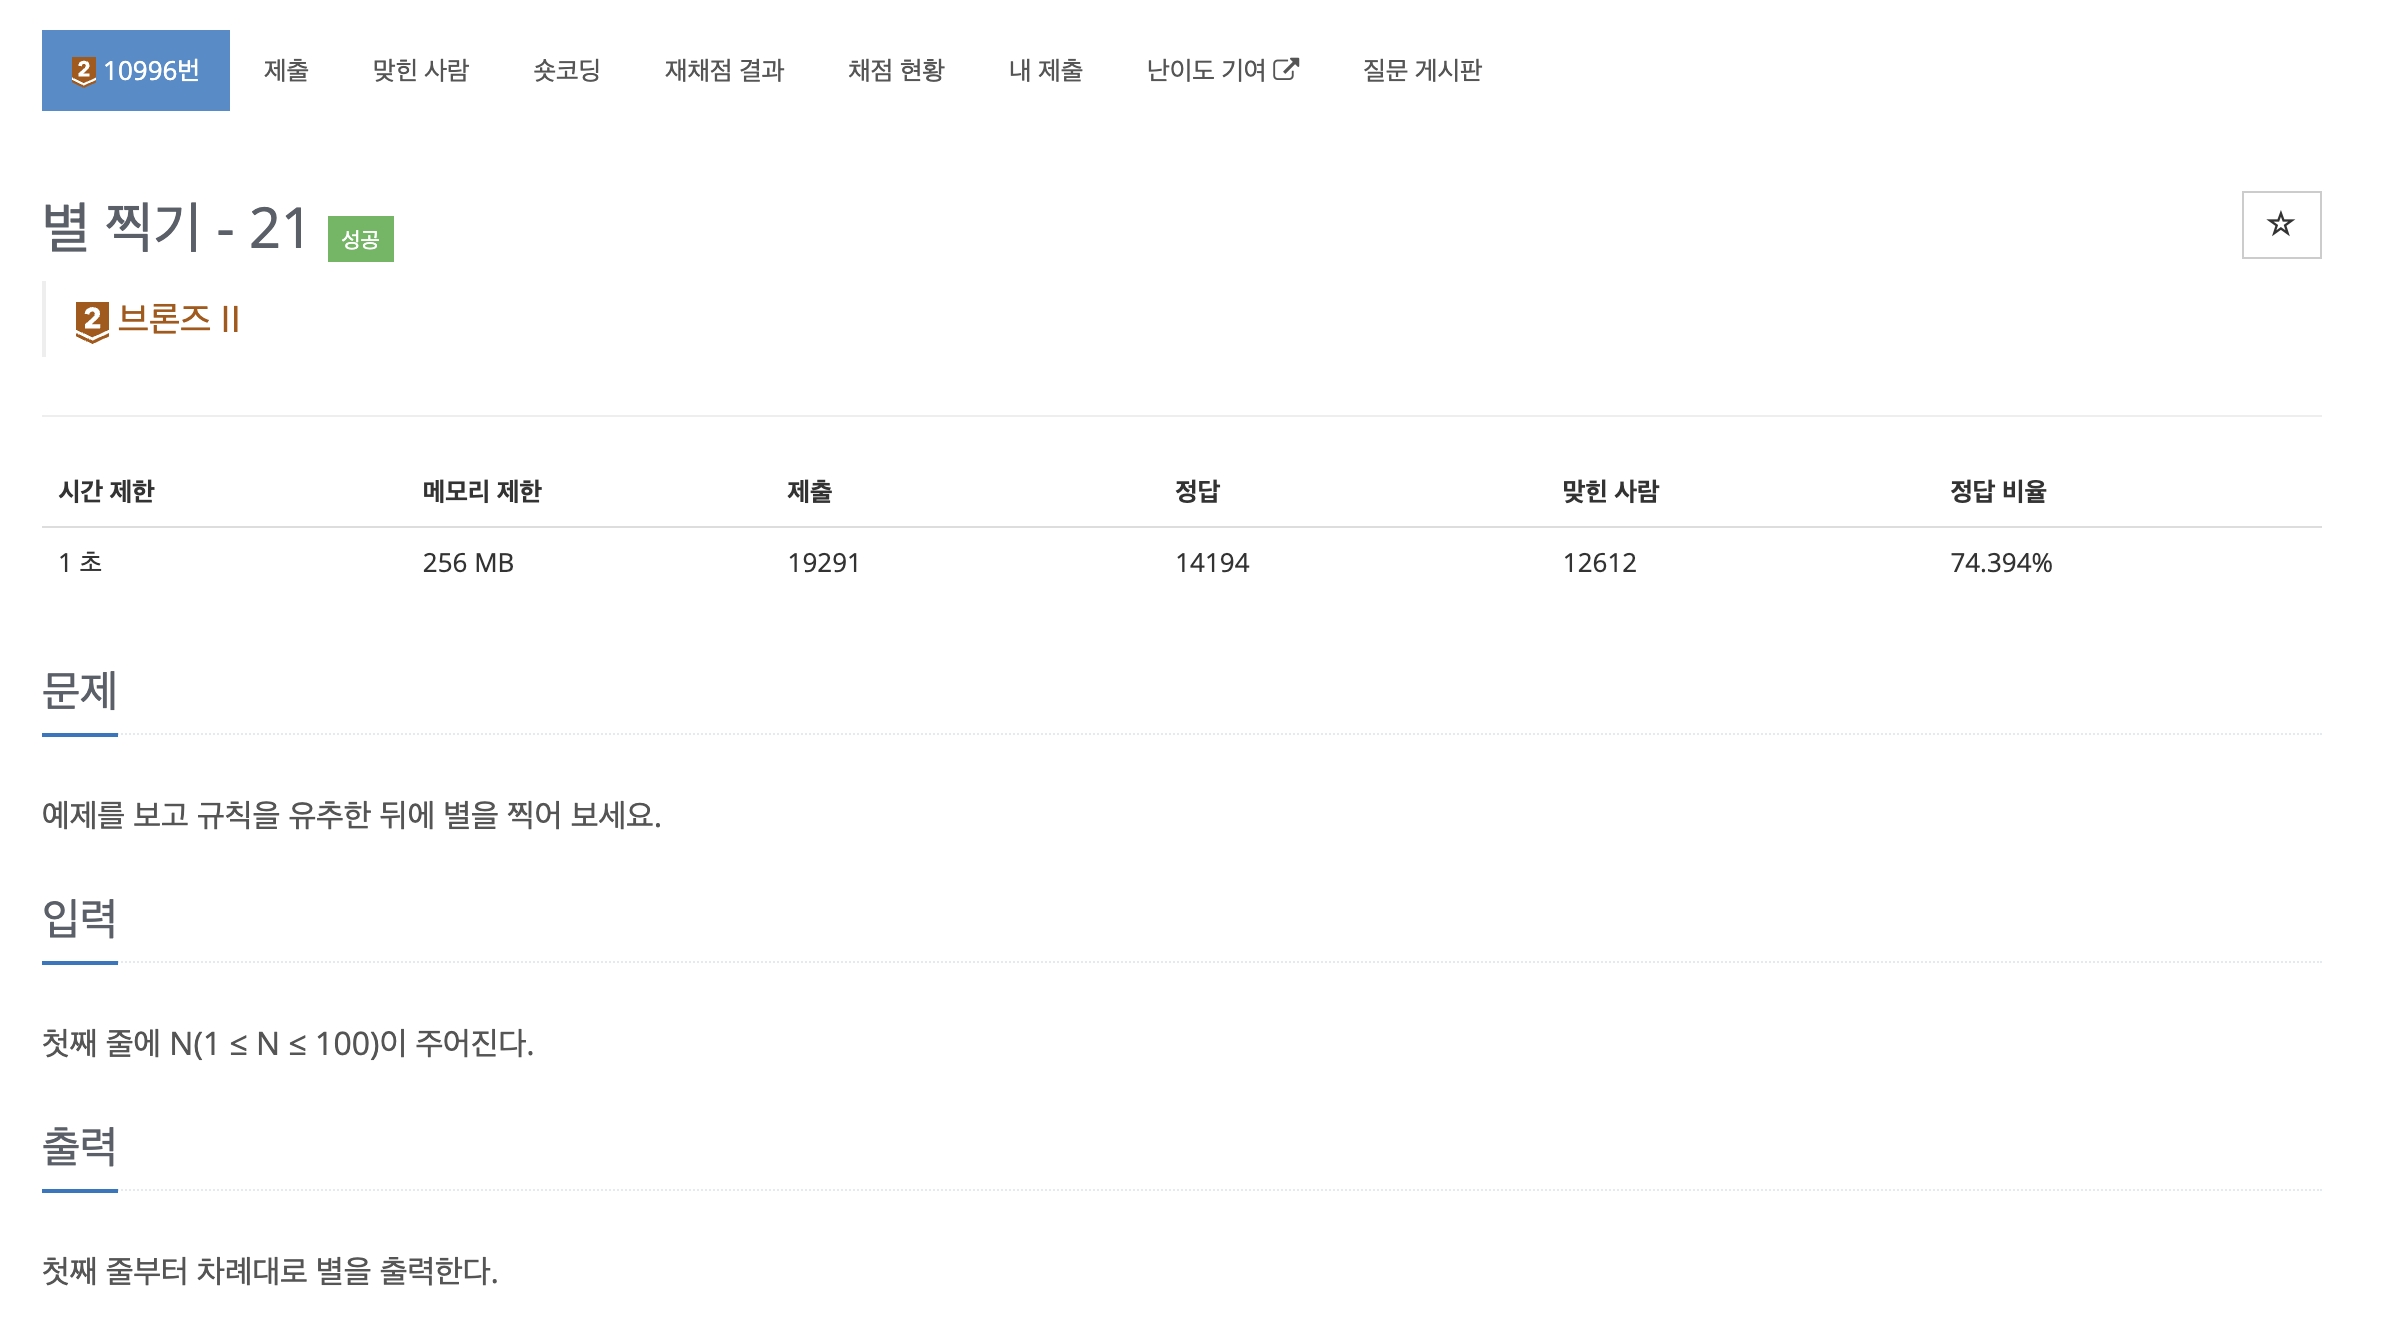 2 10996번 제출 맞힌 사람 숏코딩 재채점 결과 채점 현황 내 제출 난이도 기여 질문 게시판
별 찍기 - 21 성공
2 브론즈 II
시간 제한 메모리 제한 제출 정답 맞힌 사람 정답 비율
1 초 256 MB 19291 14194 12612 74.394%
문제
예제를 보고 규칙을 유추한 뒤에 별을 찍어 보세요.
입력
첫째 줄에 N(1 ≤ N ≤ 100)이 주어진다.
출력
첫째 줄부터 차례대로 별을 출력한다.